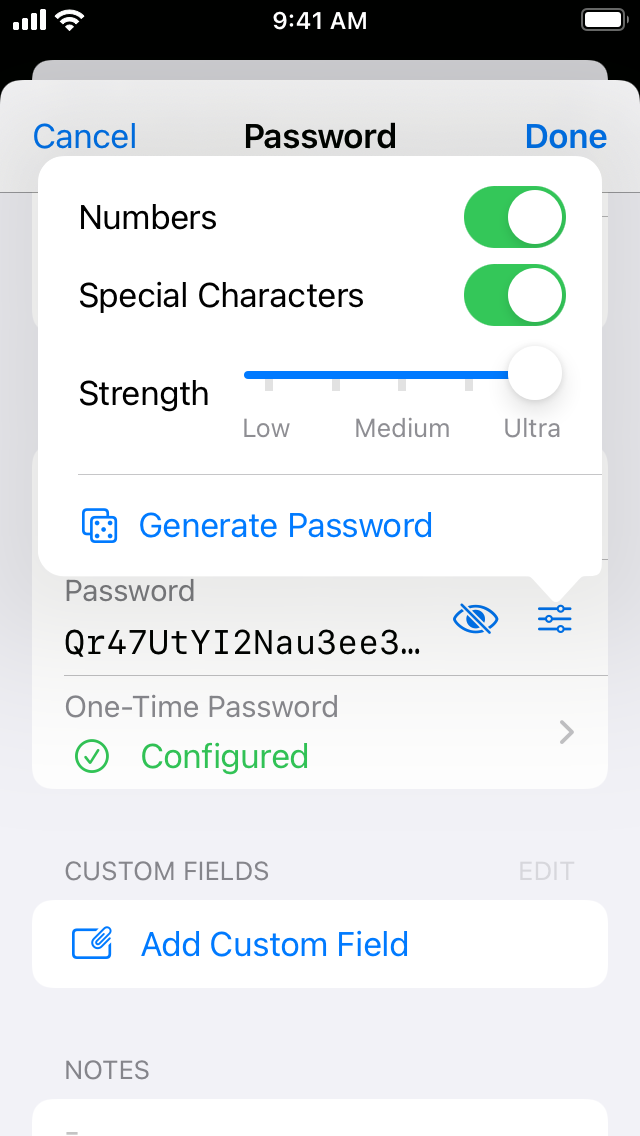 9:41 AM
Cancel Password Done
Numbers
Special Characters
Strength
Low Medium Ultra
Generate Password
Password
Qr47UtYI2Nau3ee3…
One-Time Password
Configured
CUSTOM FIELDS EDIT
Add Custom Field
NOTES